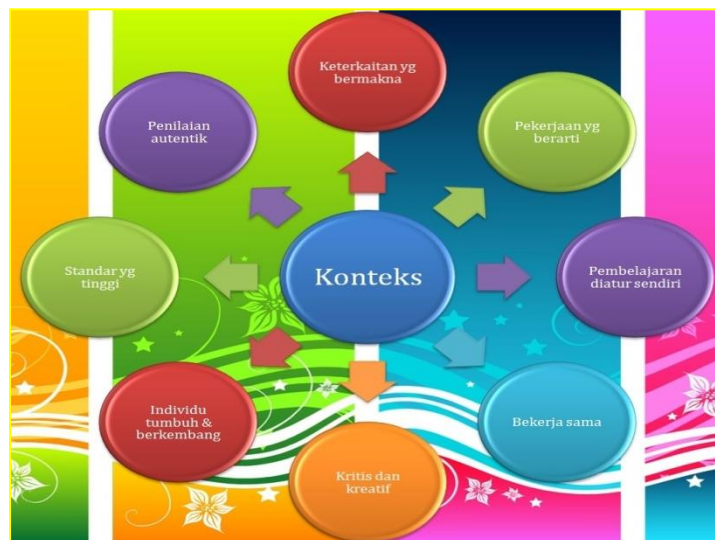 Keterkaitan yg
bermakna
Penilaian
autentik
Pekerjaan yg
berarti
Standar yg
tinggi
Konteks
Pembelajaran
diatur sendiri
Individu
tumbuh &
berkembang
Bekerja sama
Kritis dan
kreatif